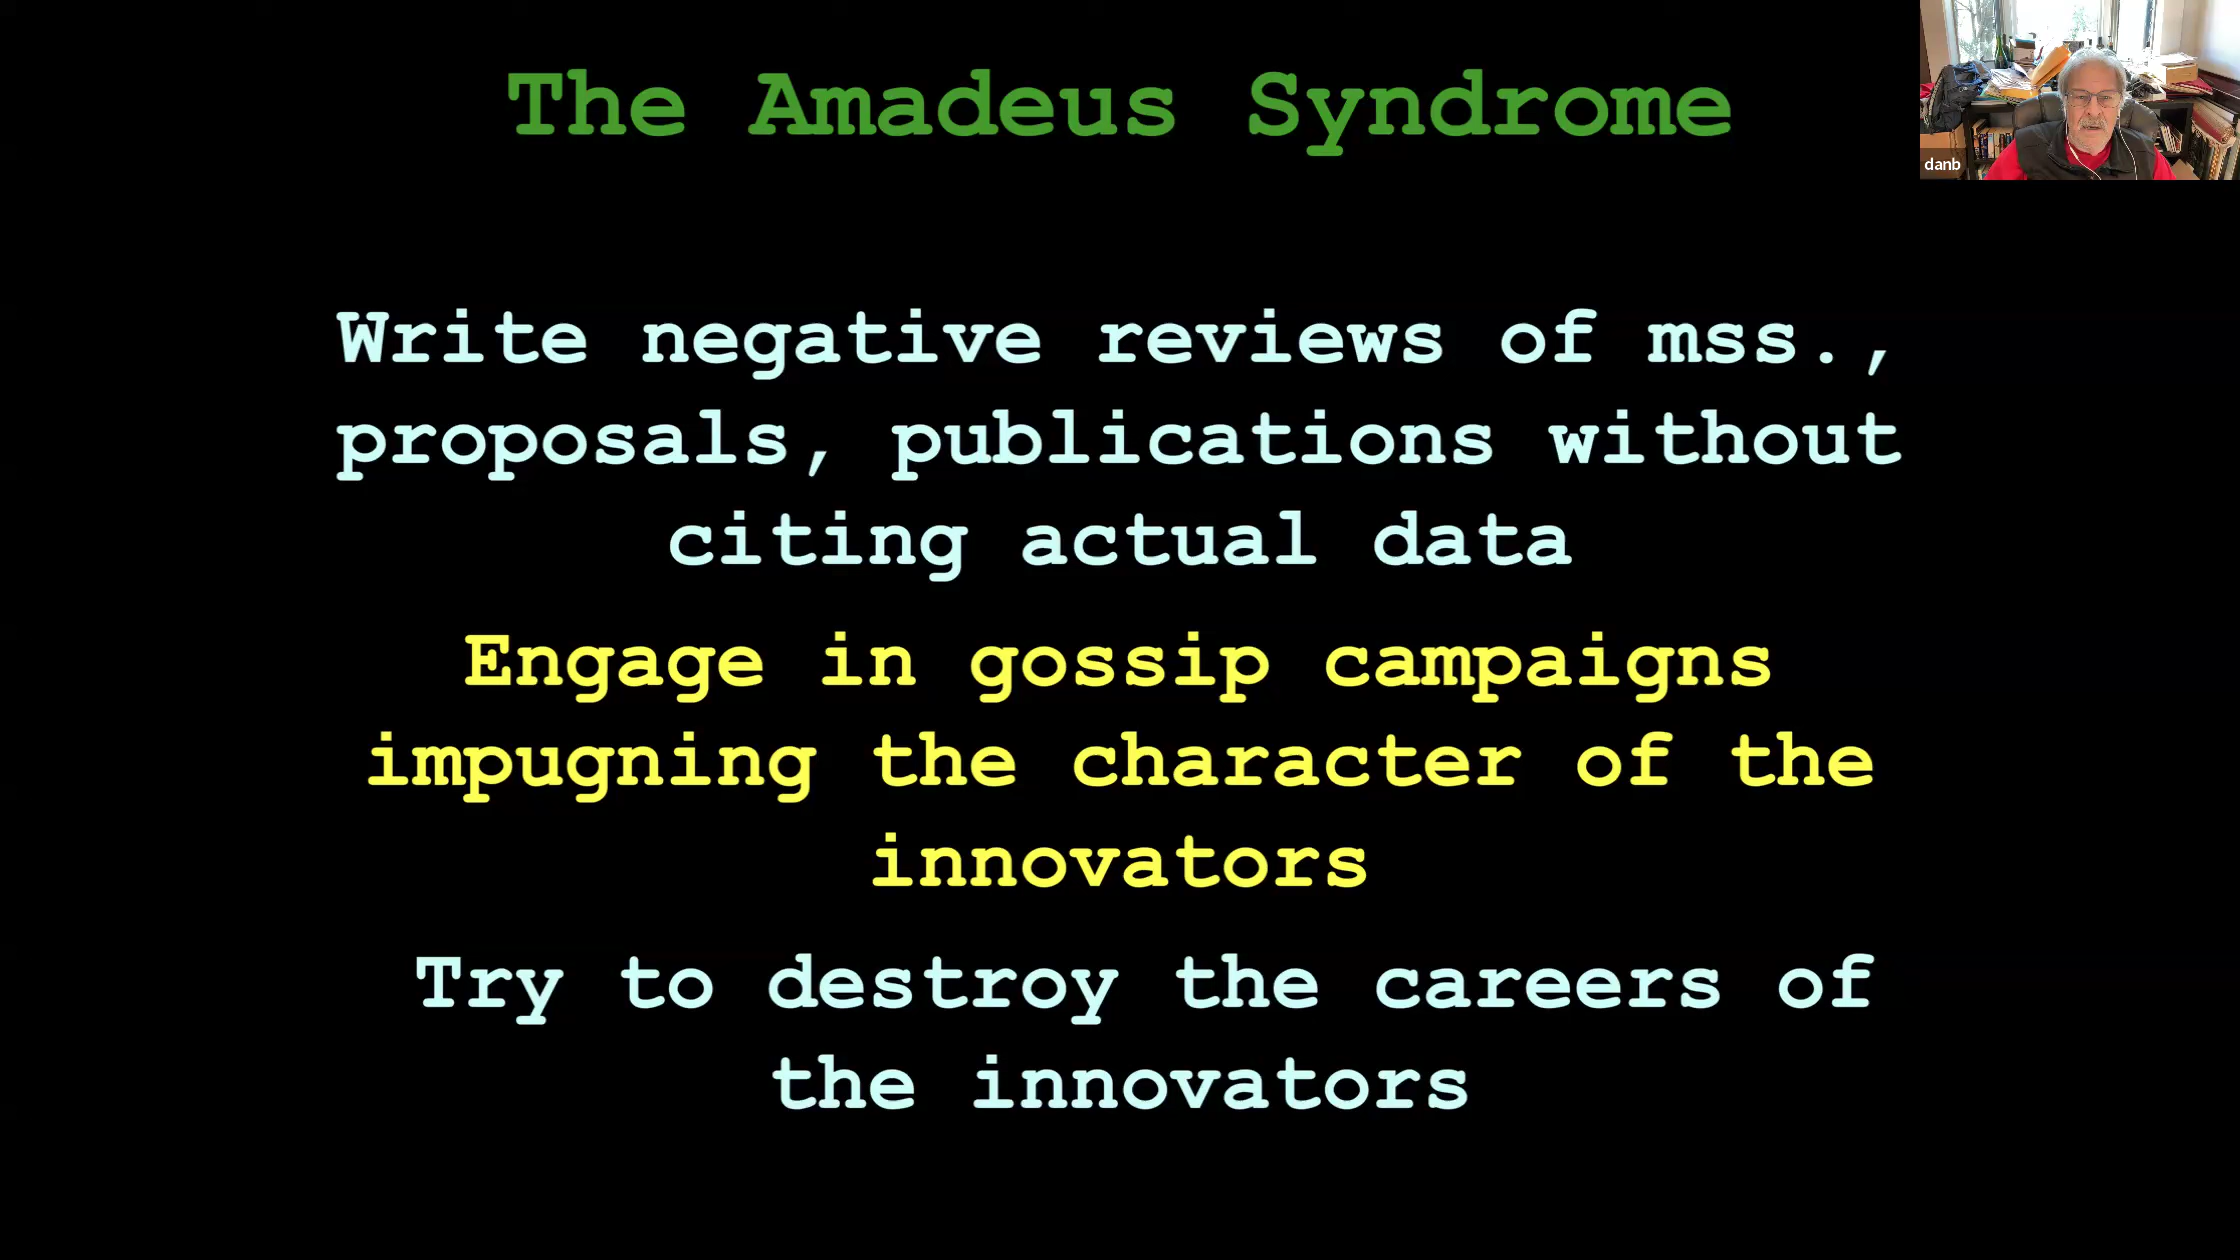 The Amadeus Syndrome
danb
Write negative reviews of mss.,
proposals, publications without
citing actual data
Engage in gossip campaigns
impugning the character of the
innovators
Try to destroy the careers of
the innovators